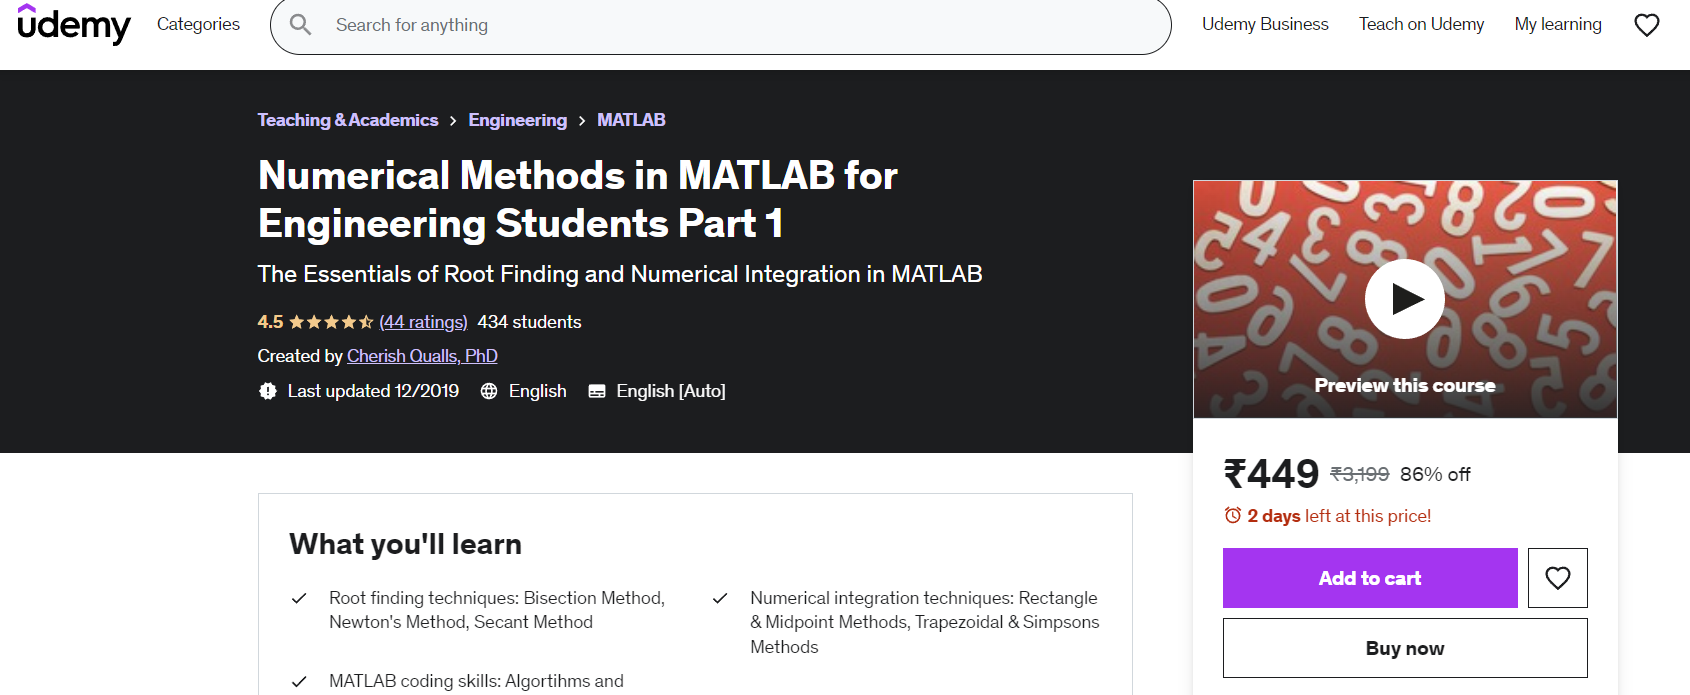 udemy
Categories
Search for anything
Udemy Business
Teach on Udemy
My learning
Teaching & Academics > Engineering > MATLAB
Numerical Methods in MATLAB for
Engineering Students Part 1
The Essentials of Root Finding and Numerical Integration in MATLAB
4.5 (44 ratings) 434 students
Created by Cherish Qualls, PhD
Last updated 12/2019 English English [Auto]
Preview this course
₹449 ₹3,199 86% off
2 days left at this price!
Add to cart
Buy now
What you'll learn
Root finding techniques: Bisection Method,
Newton's Method, Secant Method
Numerical integration techniques: Rectangle
& Midpoint Methods, Trapezoidal & Simpsons
Methods
MATLAB coding skills: Algortihms and